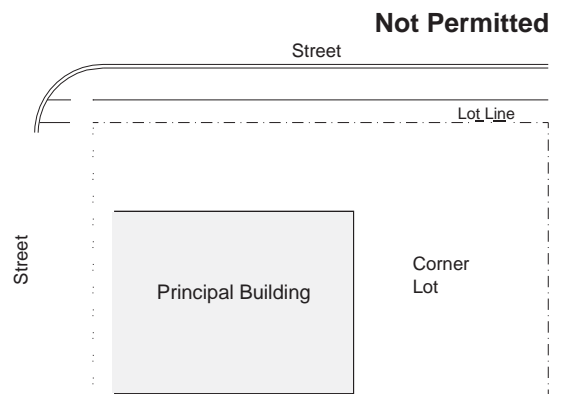 Not Permitted
Street
Lot Line
Street
Principal Building
Corner
Lot